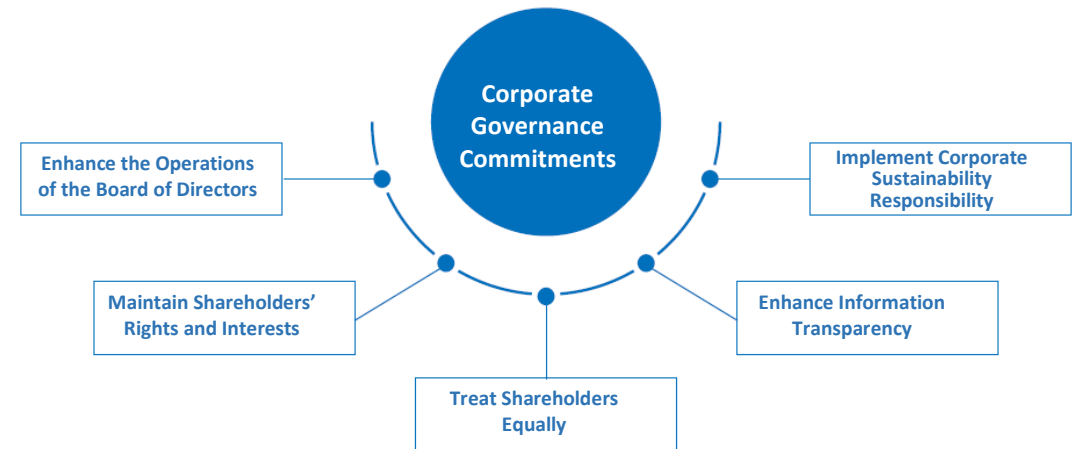 Corporate
Governance
Commitments
Enhance the Operations
of the Board of Directors
Maintain Shareholders’
Rights and Interests
Treat Shareholders
Equally
Enhance Information
Transparency
Implement Corporate
Sustainability
Responsibility